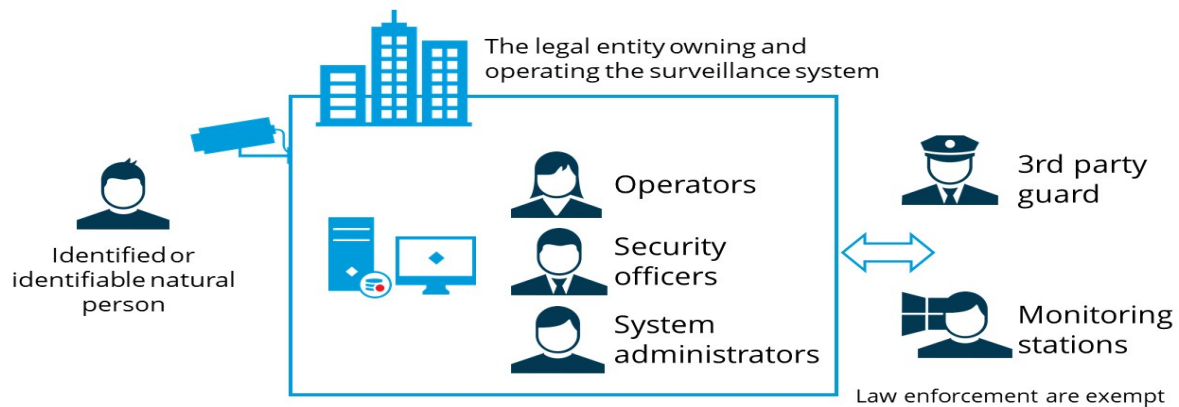 The legal entity owning and
operating the surveillance system
Identified or
identifiable natural
person
Operators
Security
officers
System
administrators
3rd party
guard
Monitoring
stations
Law enforcement are exempt